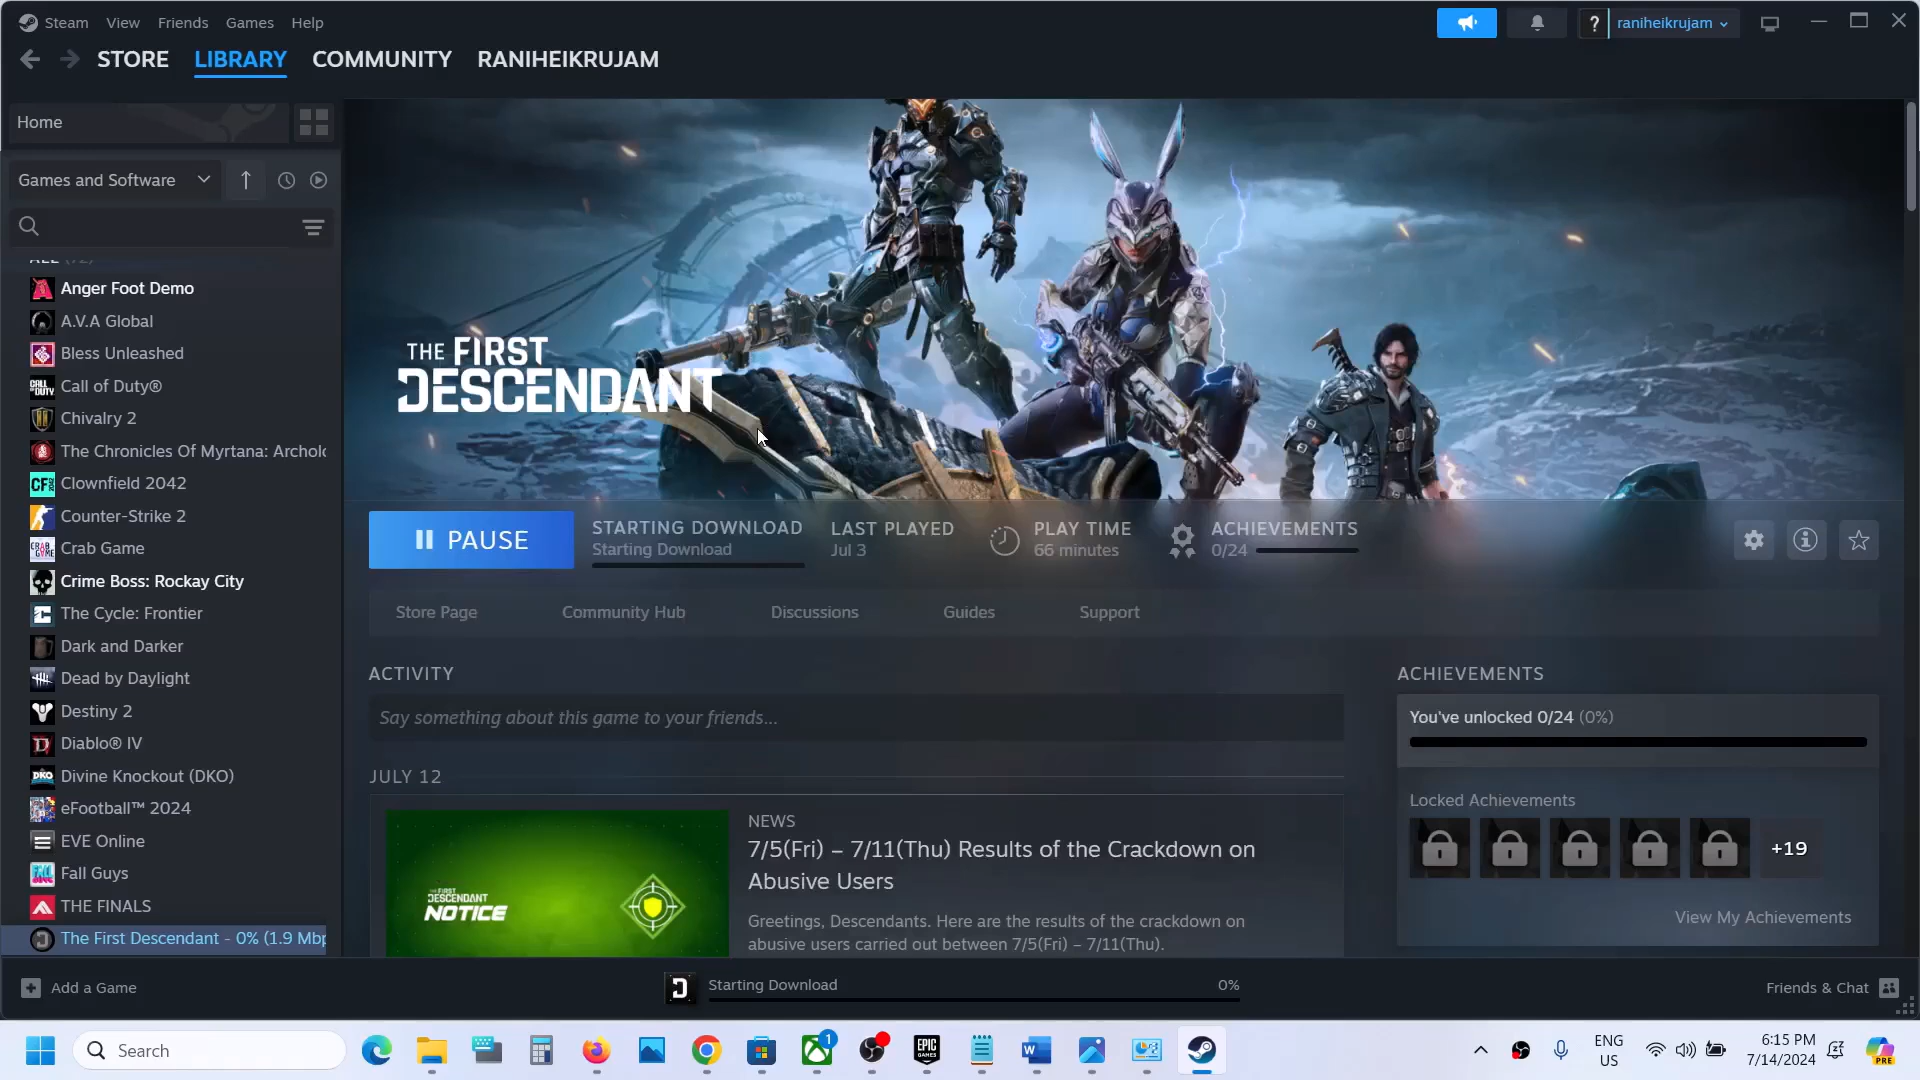 Steam View Friends Games Help
? raniheikrujam
STORE LIBRARY COMMUNITY RANIHEIKRUJAM
Home
Games and Software
Anger Foot Demo
A.V.A Global
Bless Unleashed
Call of Duty®
Chivalry 2
The Chronicles Of Myrtana: Archolo
Clownfield 2042
Counter-Strike 2
Crab Game
Crime Boss: Rockay City
The Cycle: Frontier
Dark and Darker
Dead by Daylight
Destiny 2
Diablo® IV
Divine Knockout (DKO)
eFootball™ 2024
EVE Online
Fall Guys
THE FINALS
The First Descendant - 0% (1.9 Mbp
Add a Game
THE FIRST
DESCENDANT
PAUSE
STARTING DOWNLOAD
Starting Download
LAST PLAYED
Jul 3
PLAY TIME
66 minutes
ACHIEVEMENTS
0/24
Store Page Community Hub Discussions Guides Support
ACTIVITY
Say something about this game to your friends...
JULY 12
THE FIRST
DESCENDANT
NOTICE
NEWS
7/5(Fri) – 7/11(Thu) Results of the Crackdown on
Abusive Users
Greetings, Descendants. Here are the results of the crackdown on
abusive users carried out between 7/5(Fri) – 7/11(Thu).
ACHIEVEMENTS
You've unlocked 0/24 (0%)
Locked Achievements
+19
View My Achievements
Starting Download 0%
Friends & Chat
Search
EPIC
GAMES
1
ENG
US
6:15 PM
7/14/2024
PRE